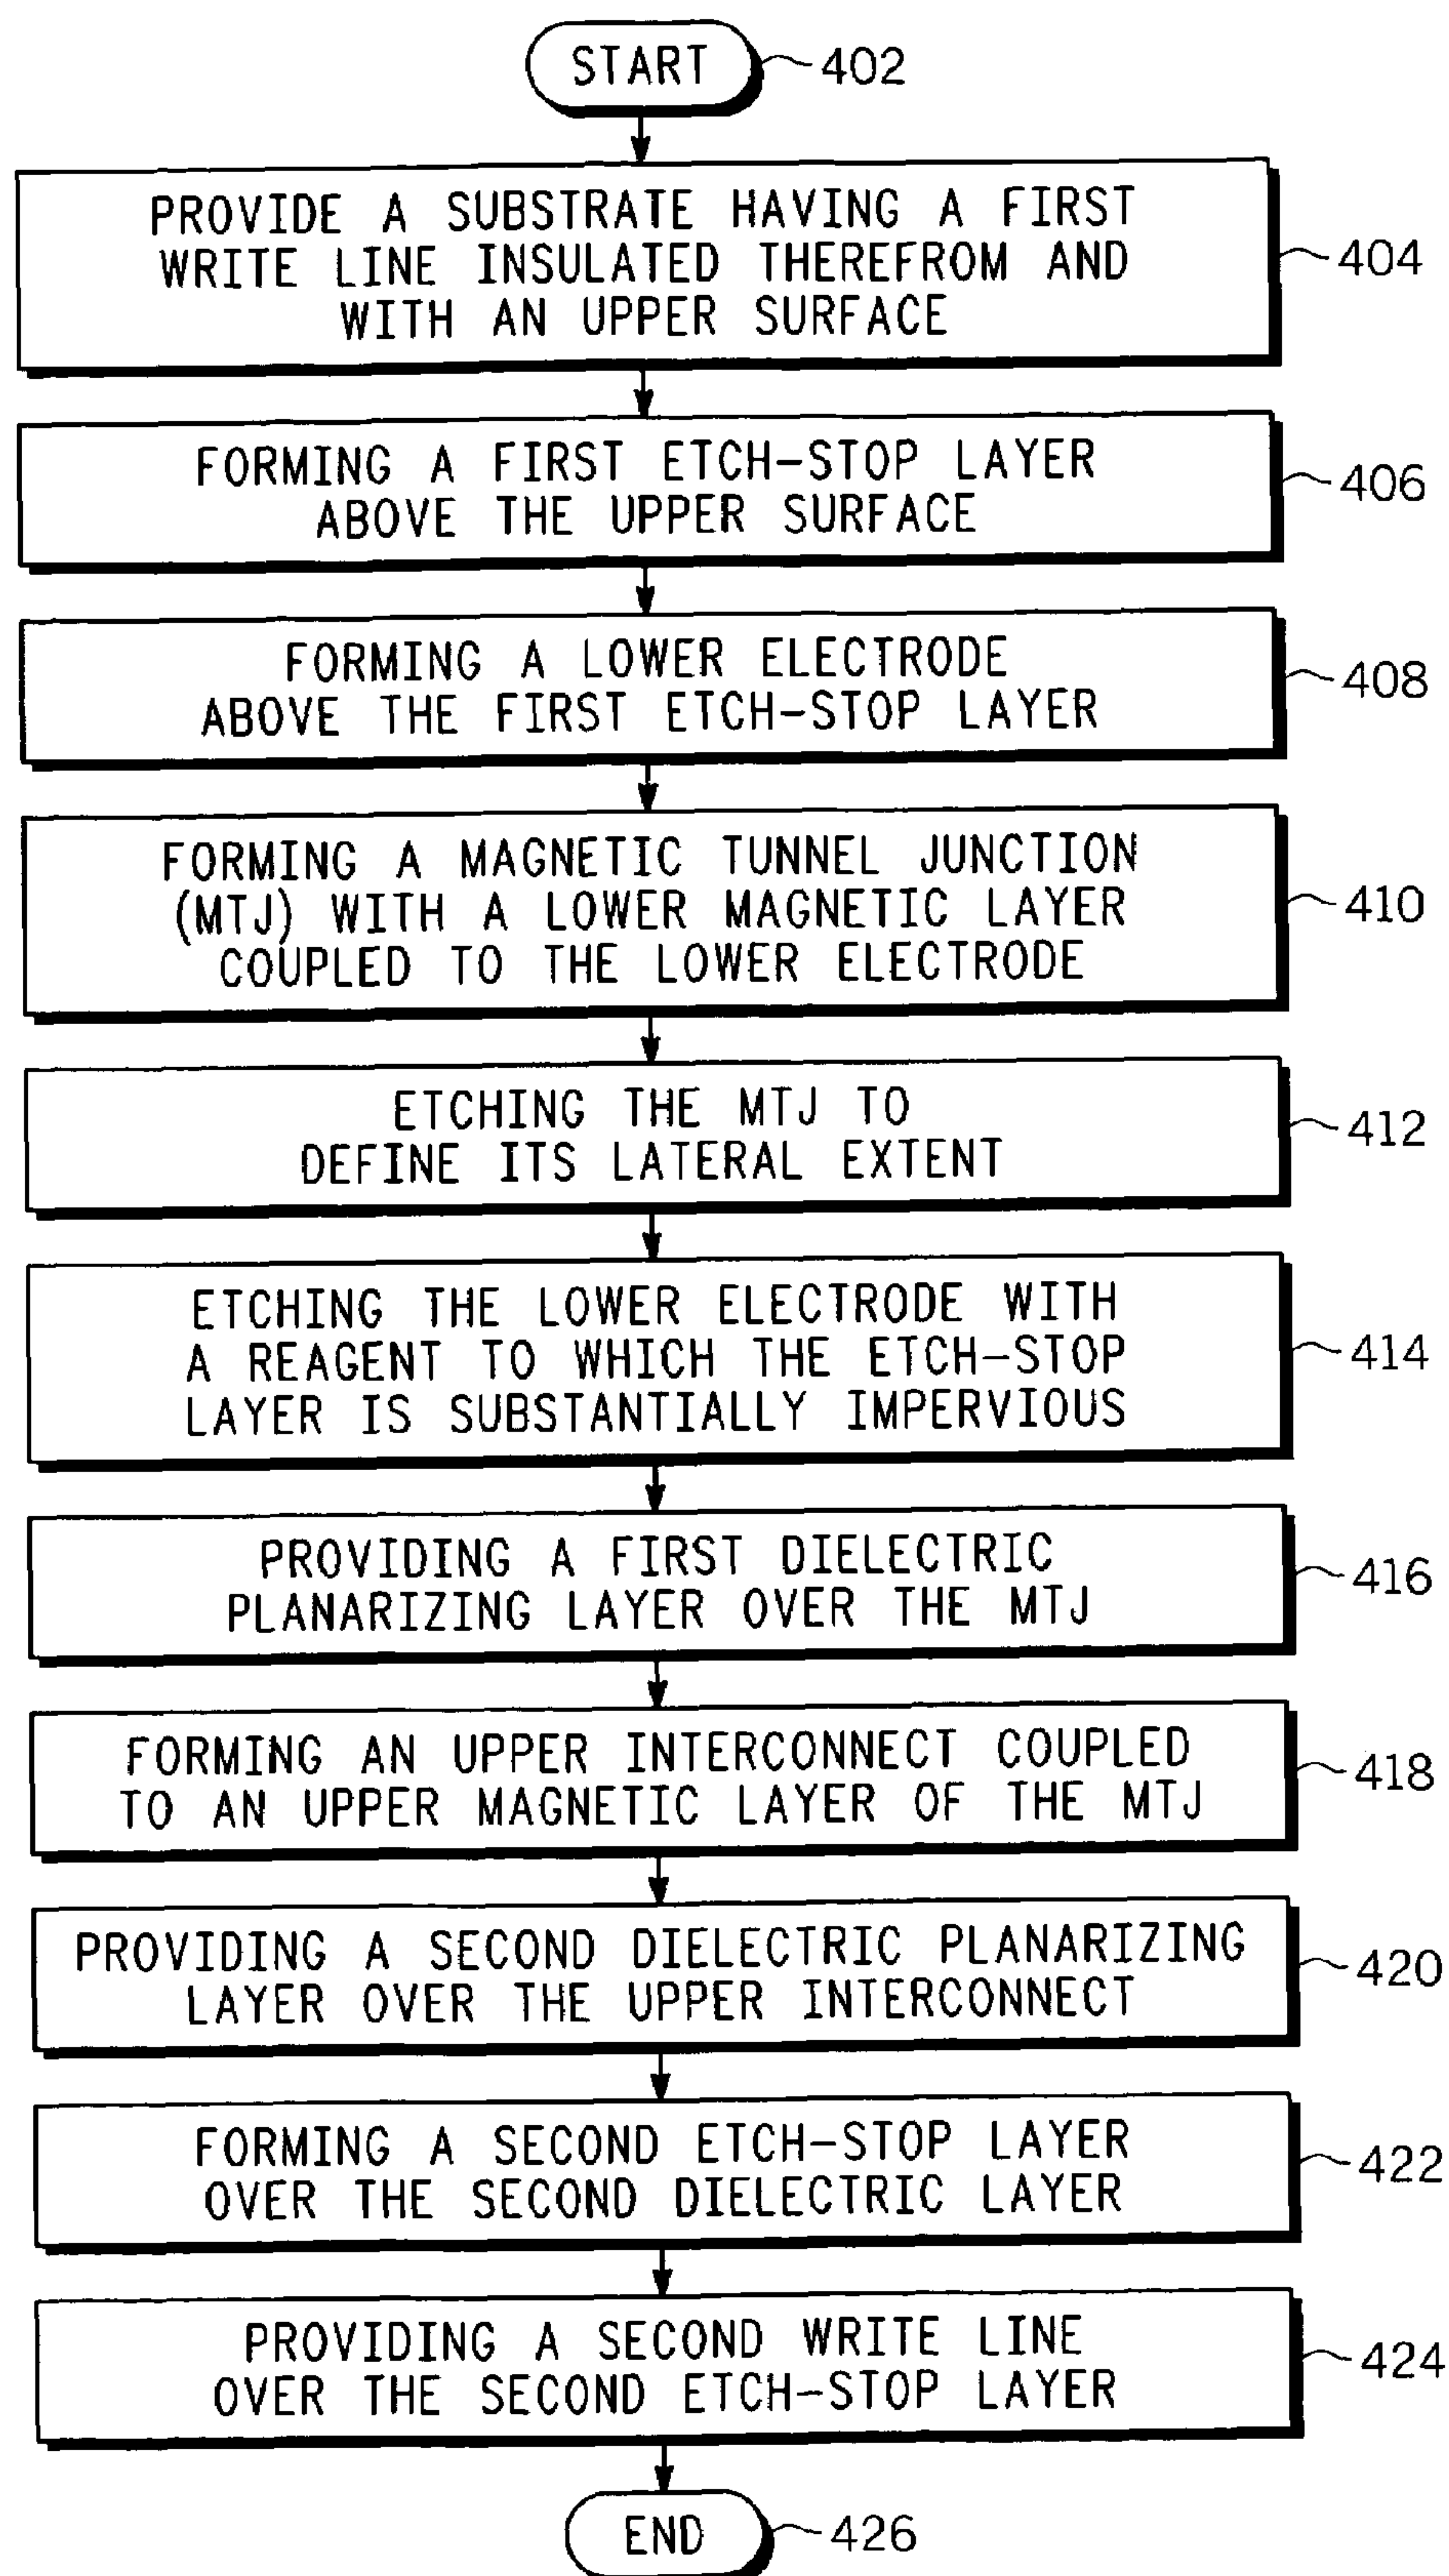 START
402
PROVIDE A SUBSTRATE HAVING A FIRST
WRITE LINE INSULATED THEREFROM AND
WITH AN UPPER SURFACE
404
FORMING A FIRST ETCH-STOP LAYER
ABOVE THE UPPER SURFACE
406
FORMING A LOWER ELECTRODE
ABOVE THE FIRST ETCH-STOP LAYER
408
FORMING A MAGNETIC TUNNEL JUNCTION
(MTJ) WITH A LOWER MAGNETIC LAYER
COUPLED TO THE LOWER ELECTRODE
410
ETCHING THE MTJ TO
DEFINE ITS LATERAL EXTENT
412
ETCHING THE LOWER ELECTRODE WITH
A REAGENT TO WHICH THE ETCH-STOP
LAYER IS SUBSTANTIALLY IMPERVIOUS
414
PROVIDING A FIRST DIELECTRIC
PLANARIZING LAYER OVER THE MTJ
416
FORMING AN UPPER INTERCONNECT COUPLED
TO AN UPPER MAGNETIC LAYER OF THE MTJ
418
PROVIDING A SECOND DIELECTRIC PLANARIZING
LAYER OVER THE UPPER INTERCONNECT
420
FORMING A SECOND ETCH-STOP LAYER
OVER THE SECOND DIELECTRIC LAYER
422
PROVIDING A SECOND WRITE LINE
OVER THE SECOND ETCH-STOP LAYER
424
END
426